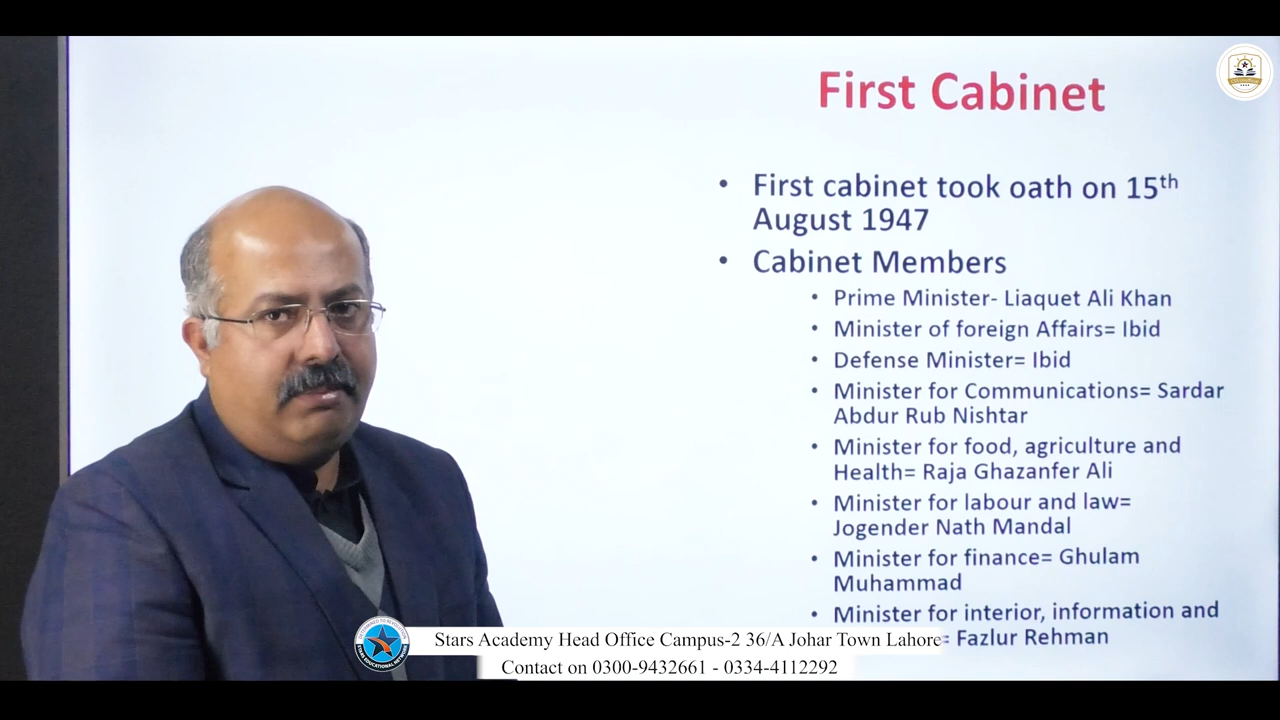 First Cabinet
• First cabinet took oath on 15th
August 1947
• Cabinet Members
• Prime Minister- Liaquet Ali Khan
• Minister of foreign Affairs= Ibid
• Defense Minister= Ibid
• Minister for Communications= Sardar
Abdur Rub Nishtar
• Minister for food, agriculture and
Health= Raja Ghazanfer Ali
• Minister for labour and law=
Jogender Nath Mandal
• Minister for finance= Ghulam
Muhammad
• Minister for interior, information and
= Fazlur Rehman
Stars Academy Head Office Campus-2 36/A Johar Town Lahore
Contact on 0300-9432661 - 0334-4112292